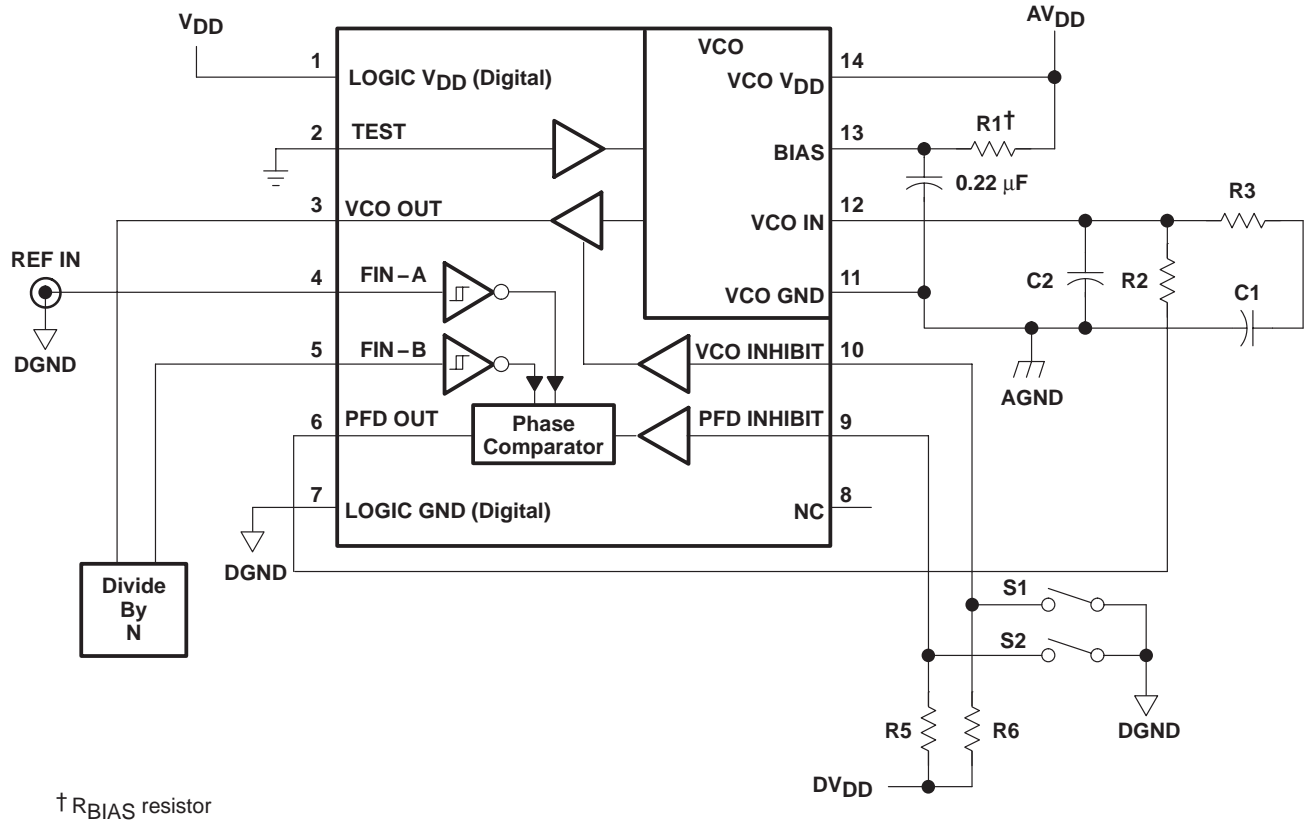 VDD
AVDD
VCO
1
LOGIC VDD (Digital)
VCO VDD
14
2
TEST
BIAS
13
R1†
0.22 μF
3
VCO OUT
VCO IN
12
R3
REF IN
4
FIN–A
VCO GND
11
C2
R2
C1
DGND
5
FIN–B
VCO INHIBIT
10
AGND
6
PFD OUT
Phase
Comparator
PFD INHIBIT
9
7
LOGIC GND (Digital)
NC
8
DGND
Divide
By
N
S1
S2
R5
R6
DGND
DVDD
† RBIAS resistor